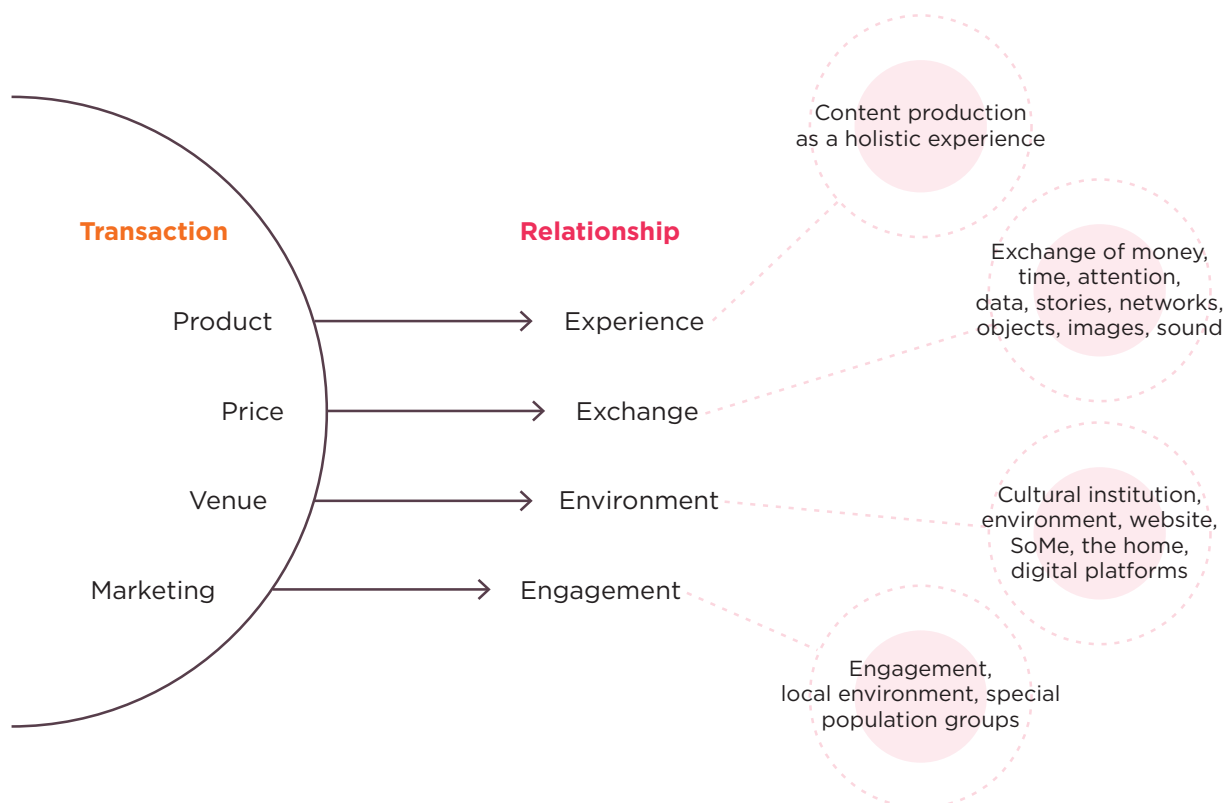 Content production
as a holistic experience
Transaction
Relationship
Exchange of money,
time, attention,
data, stories, networks,
objects, images, sound
Product
Experience
Price
Exchange
Venue
Environment
Cultural institution,
environment, website,
SoMe, the home,
digital platforms
Marketing
Engagement
Engagement,
local environment, special
population groups